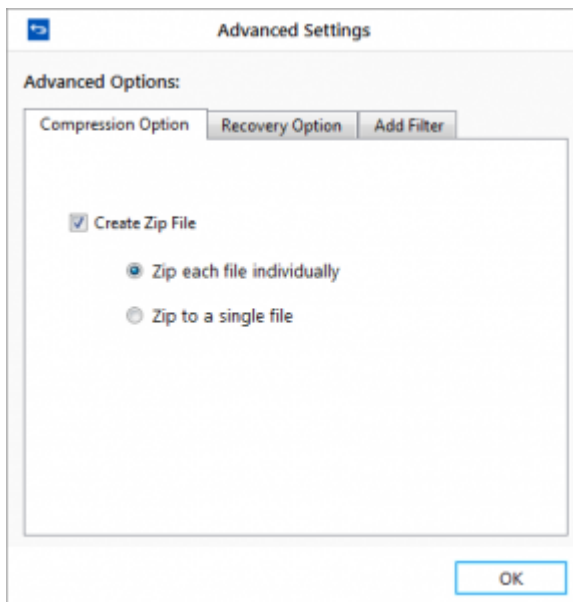 Advanced Settings
Advanced Options:
Compression Option Recovery Option Add Filter
Create Zip File
Zip each file individually
Zip to a single file
OK